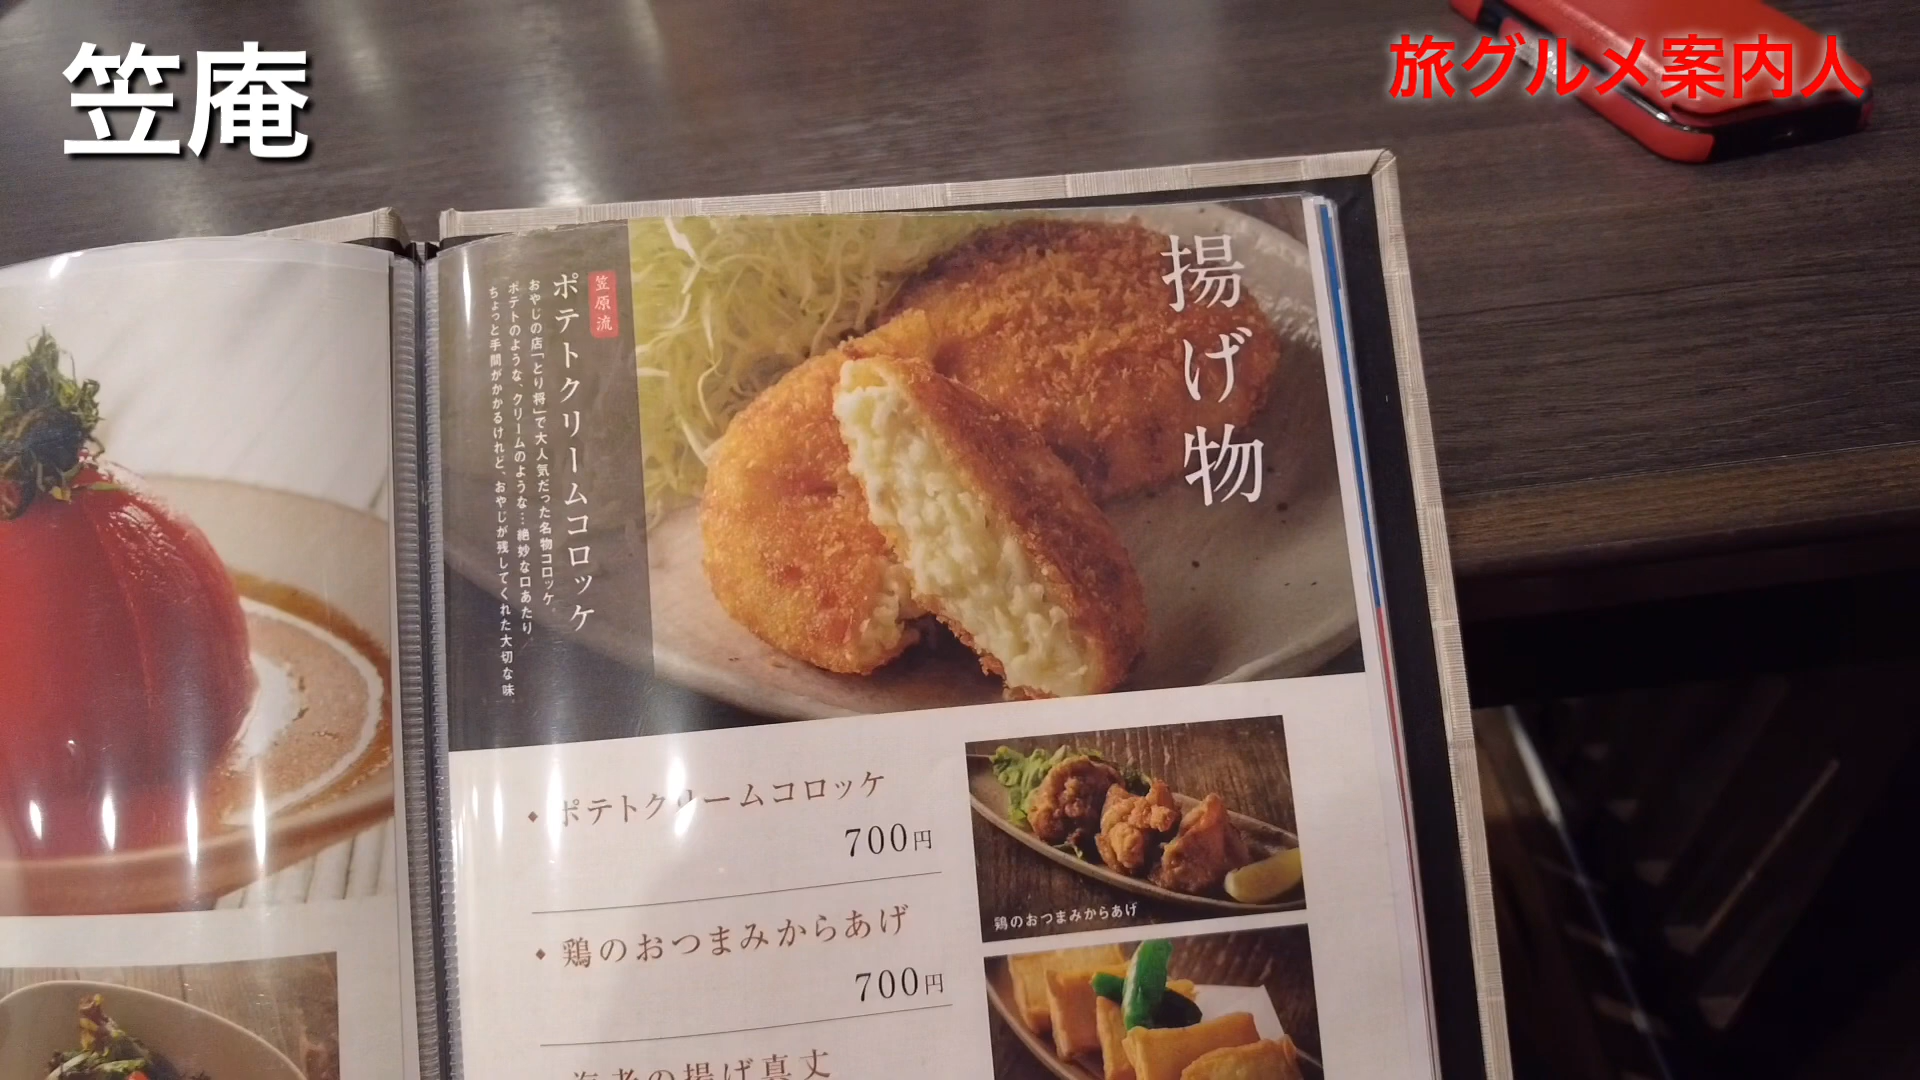 笠庵
旅グルメ案内人
揚げ物
笠原流
ポテトクリームコロッケ
おやじの店「とり将」で大人気だった名物コロッケ。
ポテトのような、クリームのような…絶妙な口あたり。
ちょっと手間がかかるけれど、おやじが残してくれた大切な味。
ポテトクリームコロッケ
700円
鶏のおつまみからあげ
700円
海老の揚げ真丈
鶏のおつまみからあげ